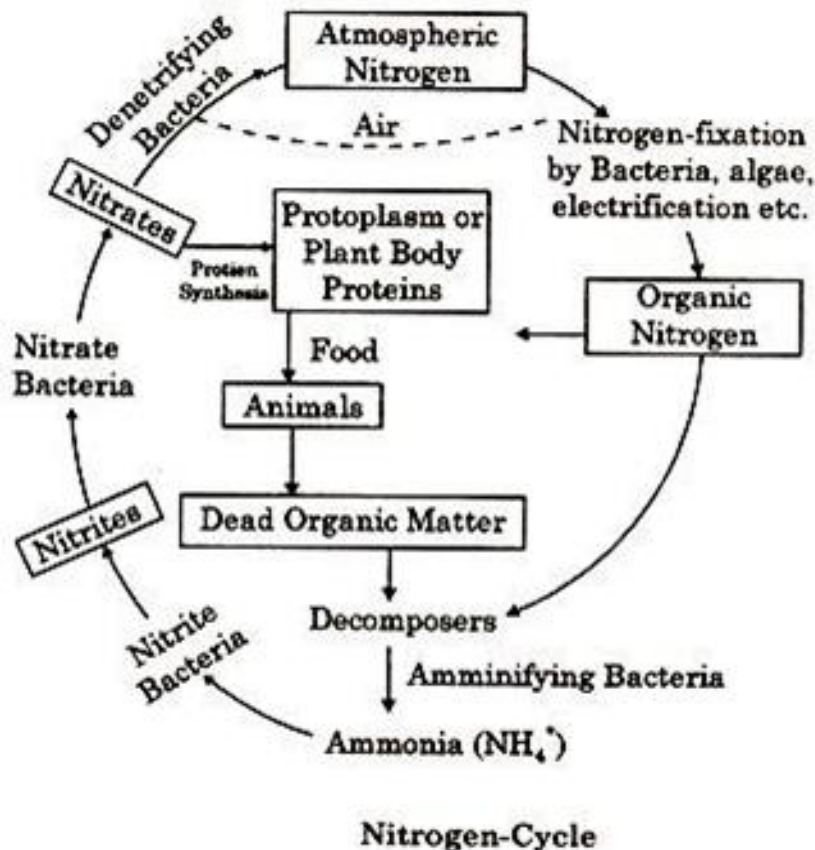 Atmospheric
Nitrogen
Denetrifying
Bacteria
Air
Nitrogen-fixation
by Bacteria, algae,
electrification etc.
Nitrates
Protien
Synthesis
Protoplasm or
Plant Body
Proteins
Organic
Nitrogen
Nitrate
Bacteria
Food
Animals
Nitrites
Dead Organic Matter
Decomposers
Nitrite
Bacteria
Amminifying Bacteria
Ammonia (NH₄⁺)
Nitrogen-Cycle